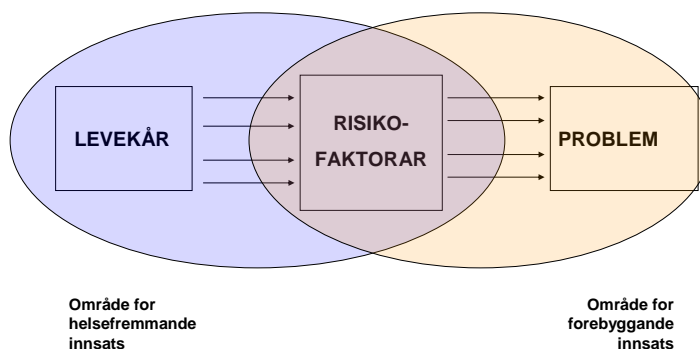 LEVEKÅR
RISIKO-
FAKTORAR
PROBLEM
Område for
helsefremmande
innsats
Område for
forebyggande
innsats